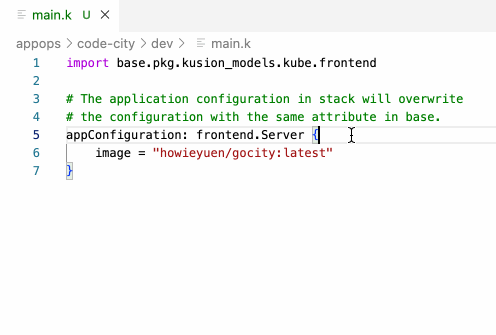 main.k U
appops > code-city > dev > main.k
1 import base.pkg.kusion_models.kube.frontend
2
3 # The application configuration in stack will overwrite
4 # the configuration with the same attribute in base.
5 appConfiguration: frontend.Server {
6     image = "howieyuen/gocity:latest"
7 }